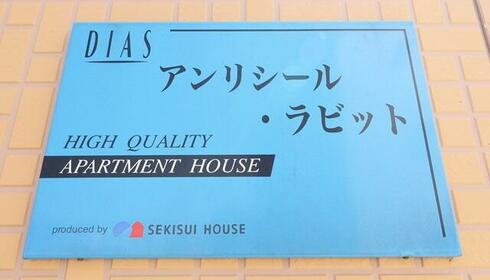 DIAS
アンリシール
・ラビット
HIGH QUALITY
APARTMENT HOUSE
produced by SEKISUI HOUSE